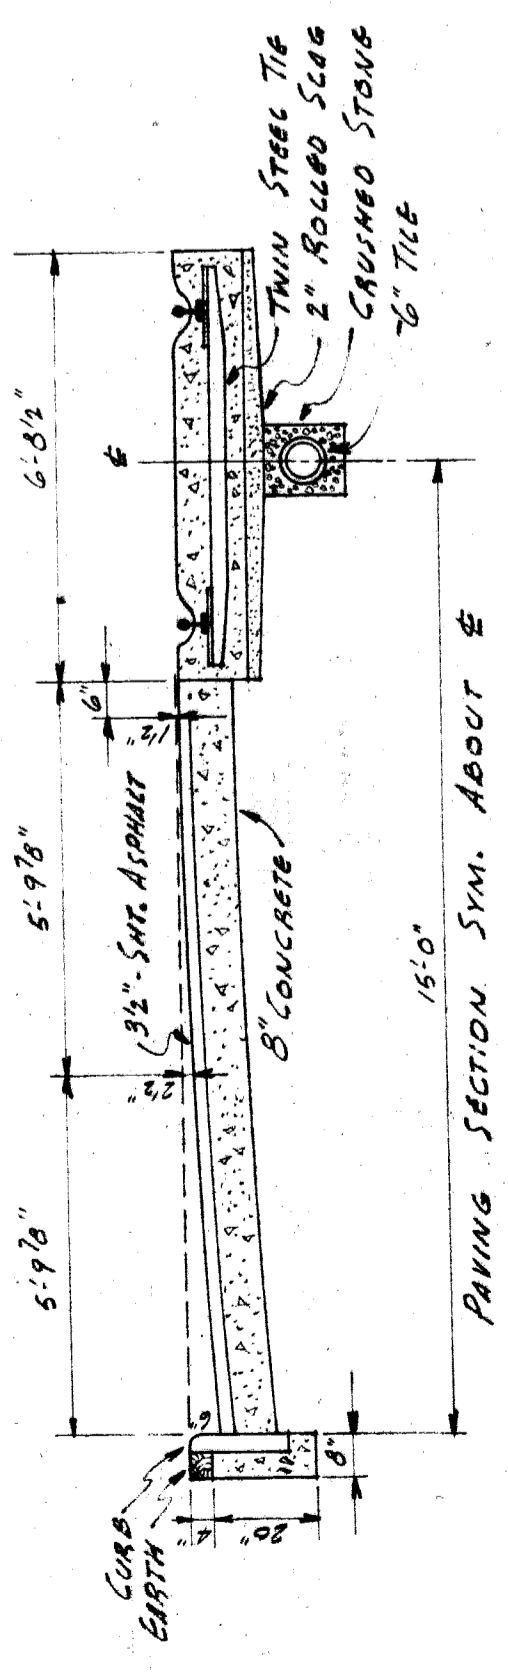 6'-8½"
5'-9⅞"
5'-9⅞"
℄
6"
1½"
3½"-SHT. ASPHALT
2½"
6"
CURB
EARTH
4"
20"
8"
8" CONCRETE
TWIN STEEL TIE
2" ROLLED SLAG
CRUSHED STONE
6" TILE
15'-0"
PAVING SECTION SYM. ABOUT ℄